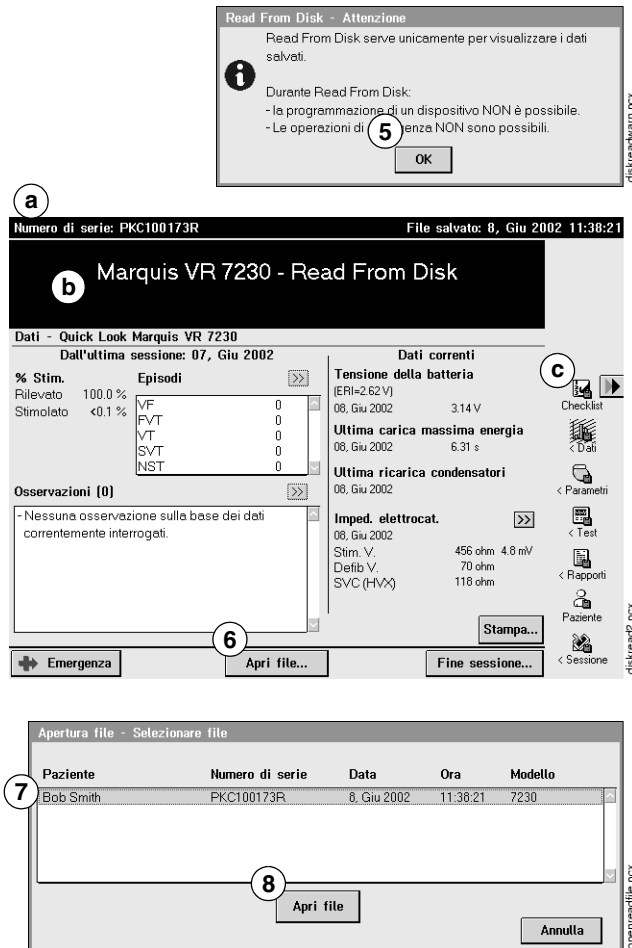 Read From Disk - Attenzione
Read From Disk serve unicamente per visualizzare i dati
salvati.
Durante Read From Disk:
- la programmazione di un dispositivo NON è possibile.
- Le operazioni di genza NON sono possibili.
5
OK
diskreadwarn.pcx
a
Numero di serie: PKC100173R File salvato: 8, Giu 2002 11:38:21
b
Marquis VR 7230 - Read From Disk
Dati - Quick Look Marquis VR 7230
Dall'ultima sessione: 07, Giu 2002
% Stim.
Rilevato 100.0 %
Stimolato <0.1 %
Episodi >>
VF 0
FVT 0
VT 0
SVT 0
NST 0
Osservazioni (0) >>
- Nessuna osservazione sulla base dei dati
correntemente interrogati.
Dati correnti
Tensione della batteria
(ERI=2.62 V)
08, Giu 2002 3.14 V
Ultima carica massima energia
08, Giu 2002 6.31 s
Ultima ricarica condensatori
08, Giu 2002
Imped. elettrocat. >>
08, Giu 2002
Stim. V. 456 ohm 4.8 mV
Defib V. 70 ohm
SVC (HVX) 118 ohm
Stampa...
c
Checklist
< Dati
< Parametri
< Test
< Rapporti
Paziente
< Sessione
6
Emergenza
Apri file...
Fine sessione...
diskread2.pcx
Apertura file - Selezionare file
Paziente Numero di serie Data Ora Modello
7
Bob Smith PKC100173R 8, Giu 2002 11:38:21 7230
8
Apri file
Annulla
openreadfile.pcx